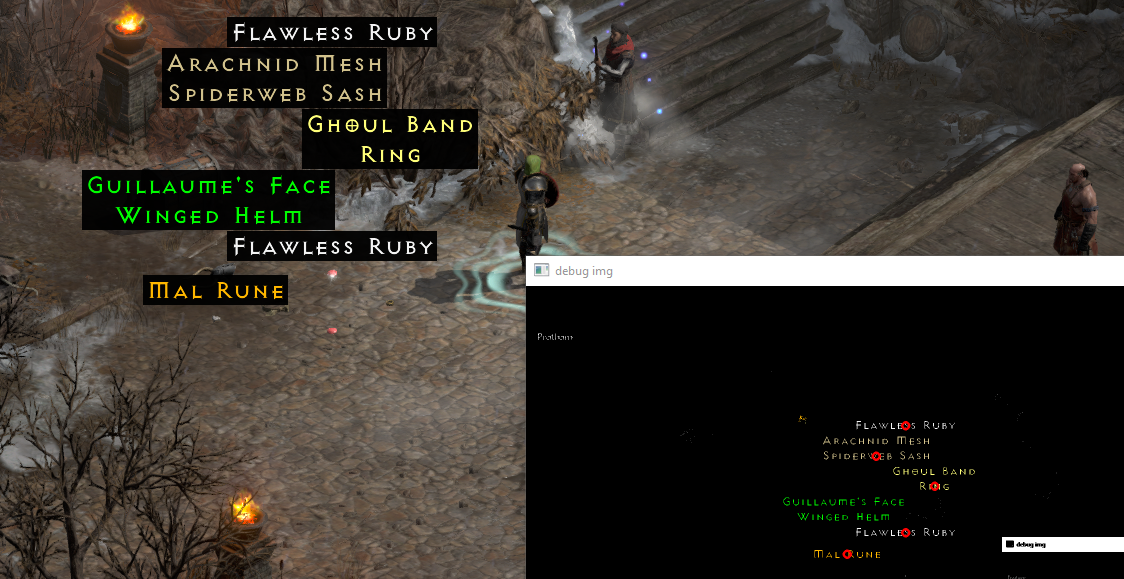 Flawless Ruby
Arachnid Mesh
Spiderweb Sash
Ghoul Band
Ring
Guillaume's Face
Winged Helm
Flawless Ruby
Mal Rune
debug img
Flawless Ruby
Arachnid Mesh
Spiderweb Sash
Ghoul Band
Ring
Guillaume's Face
Winged Helm
Flawless Ruby
Mal Rune
debug img